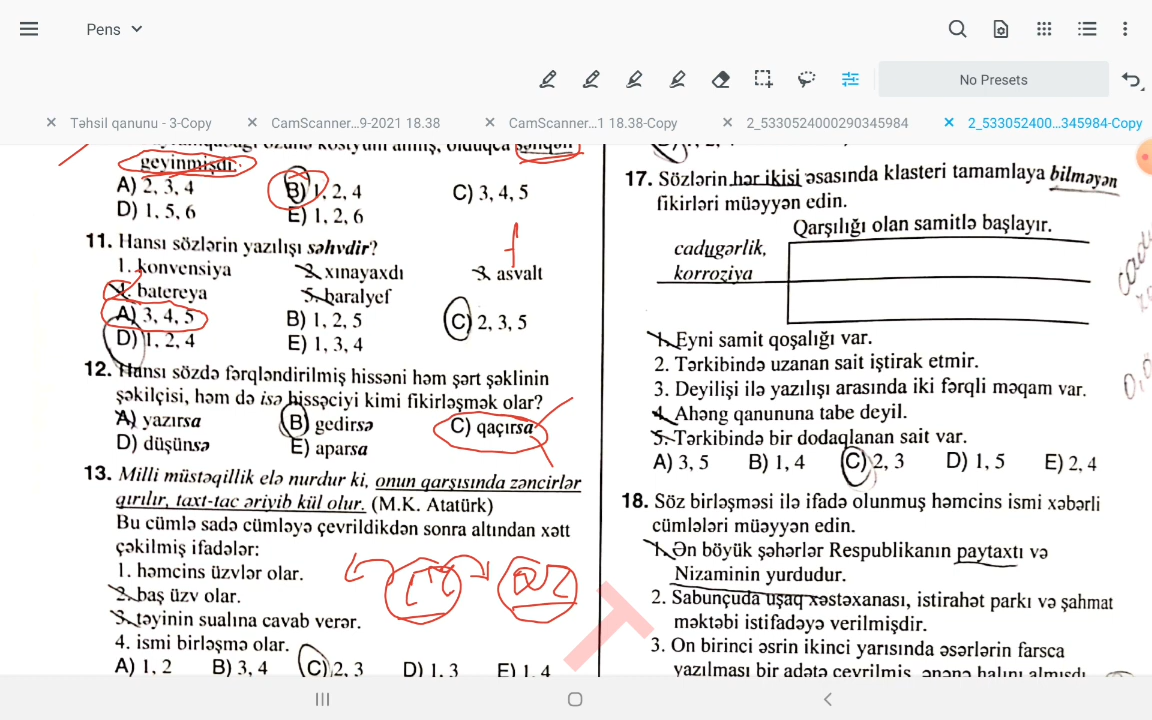 Pens
No Presets
Təhsil qanunu - 3-Copy
CamScanner...9-2021 18.38
CamScanner...1 18.38-Copy
2_5330524000290345984
2_533052400...345984-Copy
kostyum almış, olduqca
geyinmişdi.
A) 2, 3, 4 B) 1, 2, 4 C) 3, 4, 5
D) 1, 5, 6 E) 1, 2, 6
11. Hansı sözlərin yazılışı səhvdir?
1. konvensiya 2. xınayaxdı 3. asvalt
f
4. batereya 5. baralyef
A) 3, 4, 5 B) 1, 2, 5 C) 2, 3, 5
D) 1, 2, 4 E) 1, 3, 4
12. Hansı sözdə fərqləndirilmiş hissəni həm şərt şəklinin
şəkilçisi, həm də isə hissəciyi kimi fikirləşmək olar?
A) yazırsa B) gedirsə C) qaçırsa
D) düşünsə E) aparsa
13. Milli müstəqillik elə nurdur ki, onun qarşısında zəncirlər
qırılır, taxt-tac əriyib kül olur. (M.K. Atatürk)
Bu cümlə sadə cümləyə çevrildikdən sonra altından xətt
çəkilmiş ifadələr:
1. həmcins üzvlər olar.
2. baş üzv olar.
3. təyinin sualına cavab verər.
4. ismi birləşmə olar.
A) 1, 2 B) 3, 4 C) 2, 3 D) 1, 3 E) 1, 4
17. Sözlərin hər ikisi əsasında klasteri tamamlaya bilməyən
fikirləri müəyyən edin.
Qarşılığı olan samitlə başlayır.
cadugərlik,
korroziya
1. Eyni samit qoşalığı var.
2. Tərkibində uzanan sait iştirak etmir.
3. Deyilişi ilə yazılışı arasında iki fərqli məqam var.
4. Ahəng qanununa tabe deyil.
5. Tərkibində bir dodaqlanan sait var.
A) 3, 5 B) 1, 4 C) 2, 3 D) 1, 5 E) 2, 4
18. Söz birləşməsi ilə ifadə olunmuş həmcins ismi xəbərli
cümlələri müəyyən edin.
1. Ən böyük şəhərlər Respublikanın paytaxtı və
Nizaminin yurdudur.
2. Sabunçuda uşaq xəstəxanası, istirahət parkı və şahmat
məktəbi istifadəyə verilmişdir.
3. On birinci əsrin ikinci yarısında əsərlərin farsca
yazılması bir adətə çevrilmiş, ənənə halını almışdı